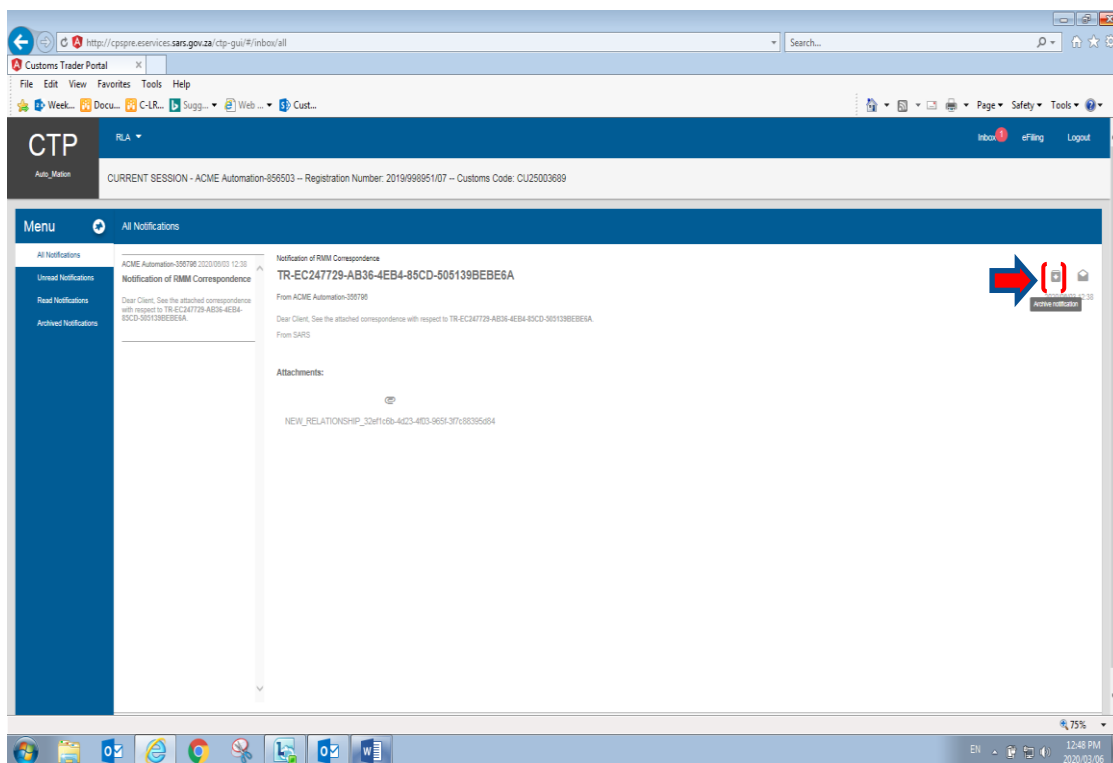 http://cpspre.eservices.sars.gov.za/ctp-gui/#/inbox/all
Search...
Customs Trader Portal
File Edit View Favorites Tools Help
Week... Docu... C-LR... Sugg... Web ... Cust...
Page Safety Tools
CTP
Auto_Mation
RLA
Inbox 1 eFiling Logout
CURRENT SESSION - ACME Automation-856503 – Registration Number: 2019/998951/07 – Customs Code: CU25003689
Menu
All Notifications
All Notifications
Unread Notifications
Read Notifications
Archived Notifications
ACME Automation-356798 2020/06/03 12:38
Notification of RMM Correspondence
Dear Client, See the attached correspondence
with respect to TR-EC247729-AB36-4EB4-
85CD-505139BEBE6A.
Notification of RMM Correspondence
TR-EC247729-AB36-4EB4-85CD-505139BEBE6A
From ACME Automation-356798
Dear Client, See the attached correspondence with respect to TR-EC247729-AB36-4EB4-85CD-505139BEBE6A.
From SARS
Attachments:
NEW_RELATIONSHIP_32ef1c6b-4d23-4f03-965f-3f7c88395d84
Archive notification
75%
EN
12:48 PM
2020/03/06